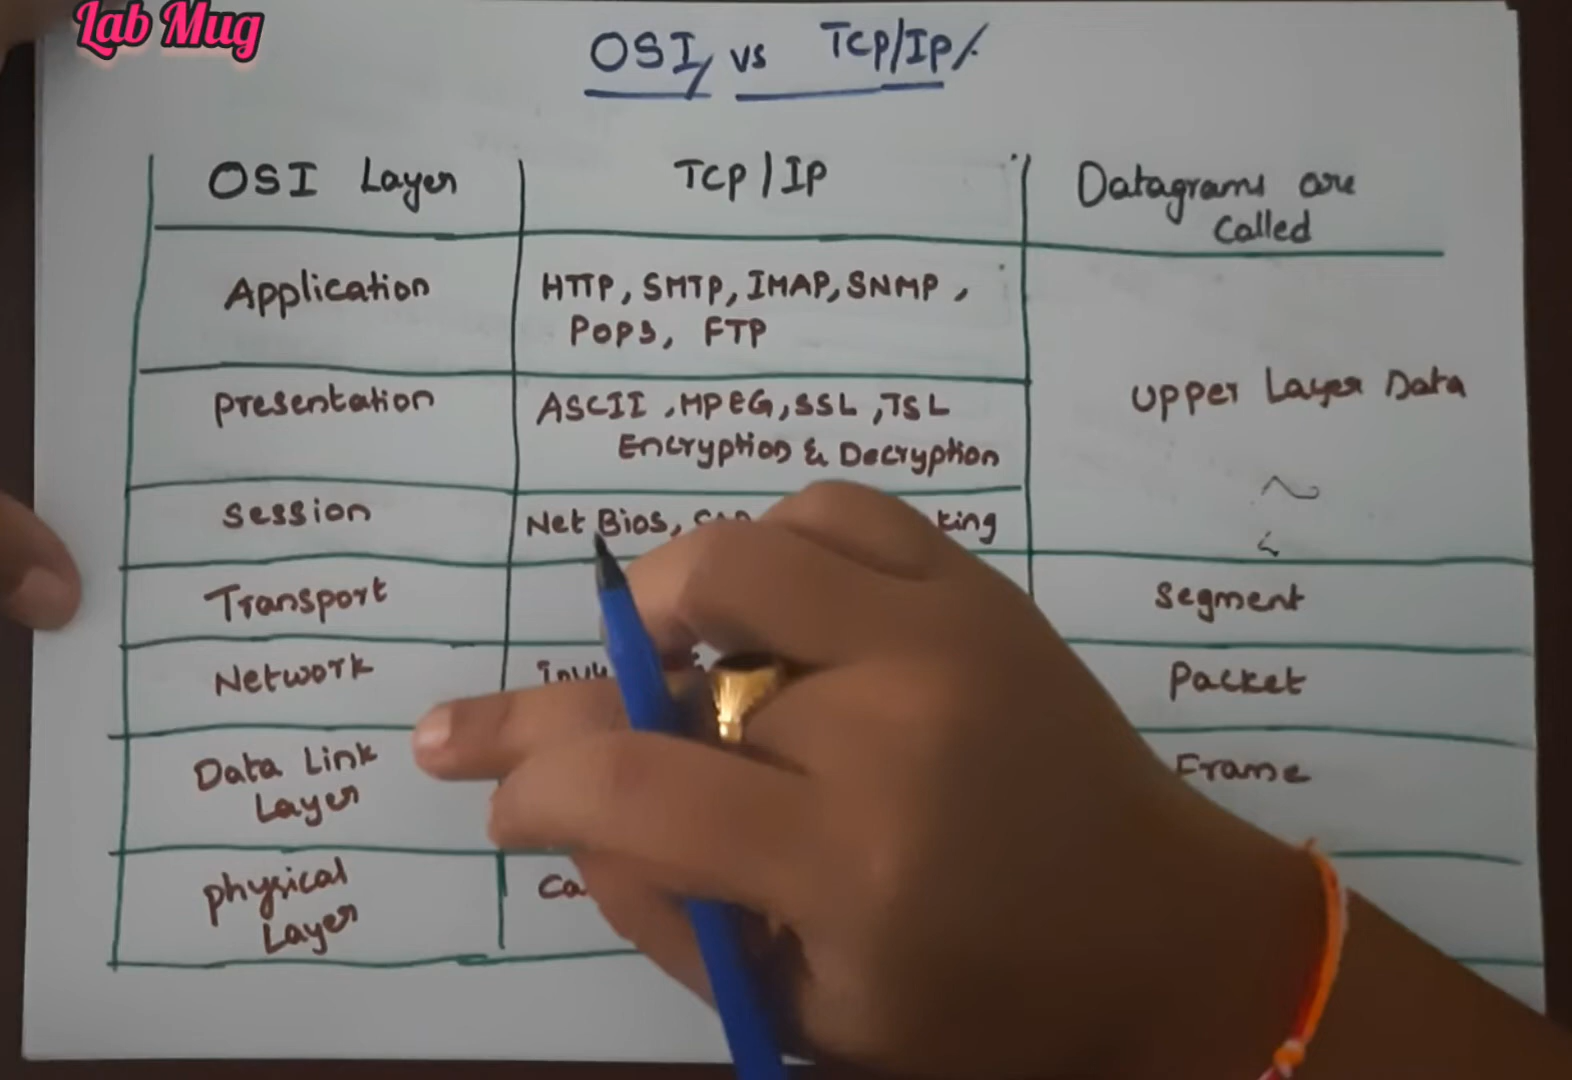 Lab Mug
OSI vs Tcp/Ip
OSI Layer
Tcp/Ip
Datagrams are
called
Application
HTTP, SMTP, IMAP, SNMP,
POP3, FTP
Upper Layer Data
presentation
ASCII, MPEG, SSL, TSL
Encryption & Decryption
session
Net Bios,
Transport
segment
Network
packet
Data Link
Layer
Frame
physical
Layer